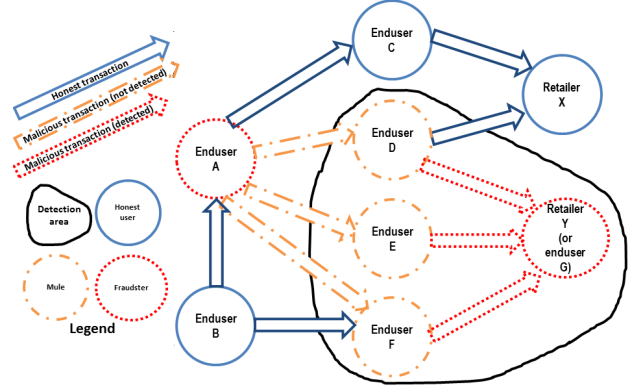 Honest transaction
Malicious transaction (not detected)
Malicious transaction (detected)
Detection
area
Honest
user
Mule
Fraudster
Legend
Enduser
A
Enduser
B
Enduser
C
Enduser
D
Enduser
E
Enduser
F
Retailer
X
Retailer
Y
(or
enduser
G)